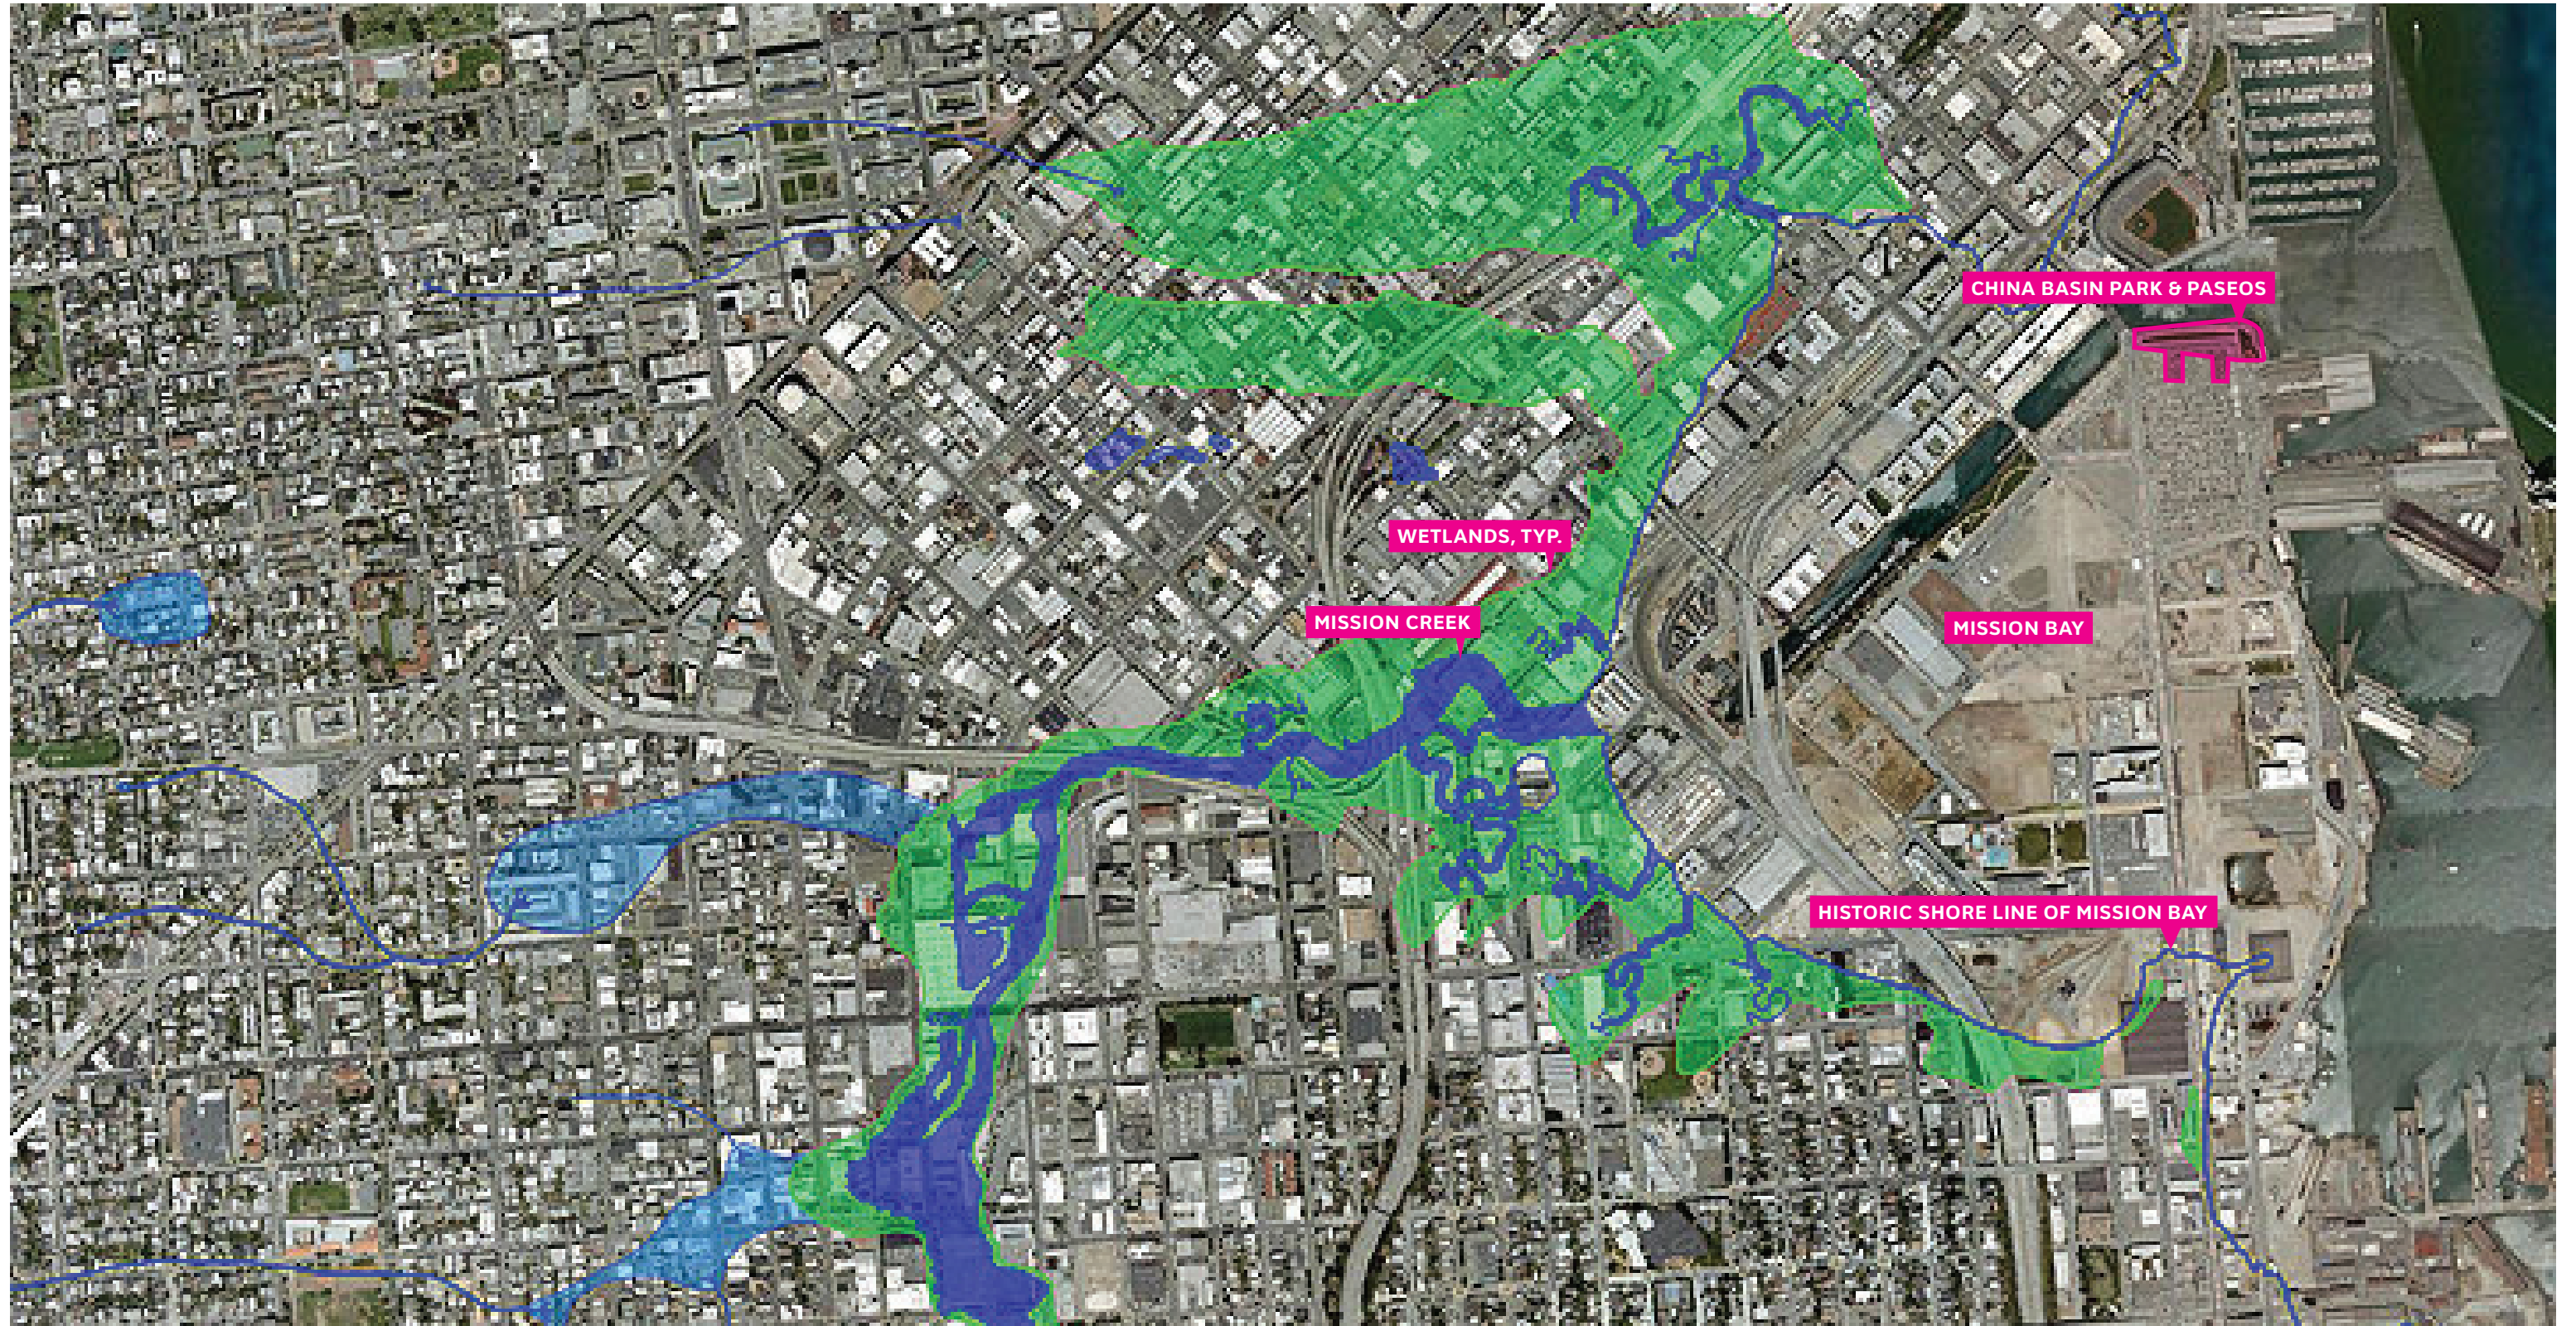 CHINA BASIN PARK & PASEOS
WETLANDS, TYP.
MISSION CREEK
MISSION BAY
HISTORIC SHORE LINE OF MISSION BAY